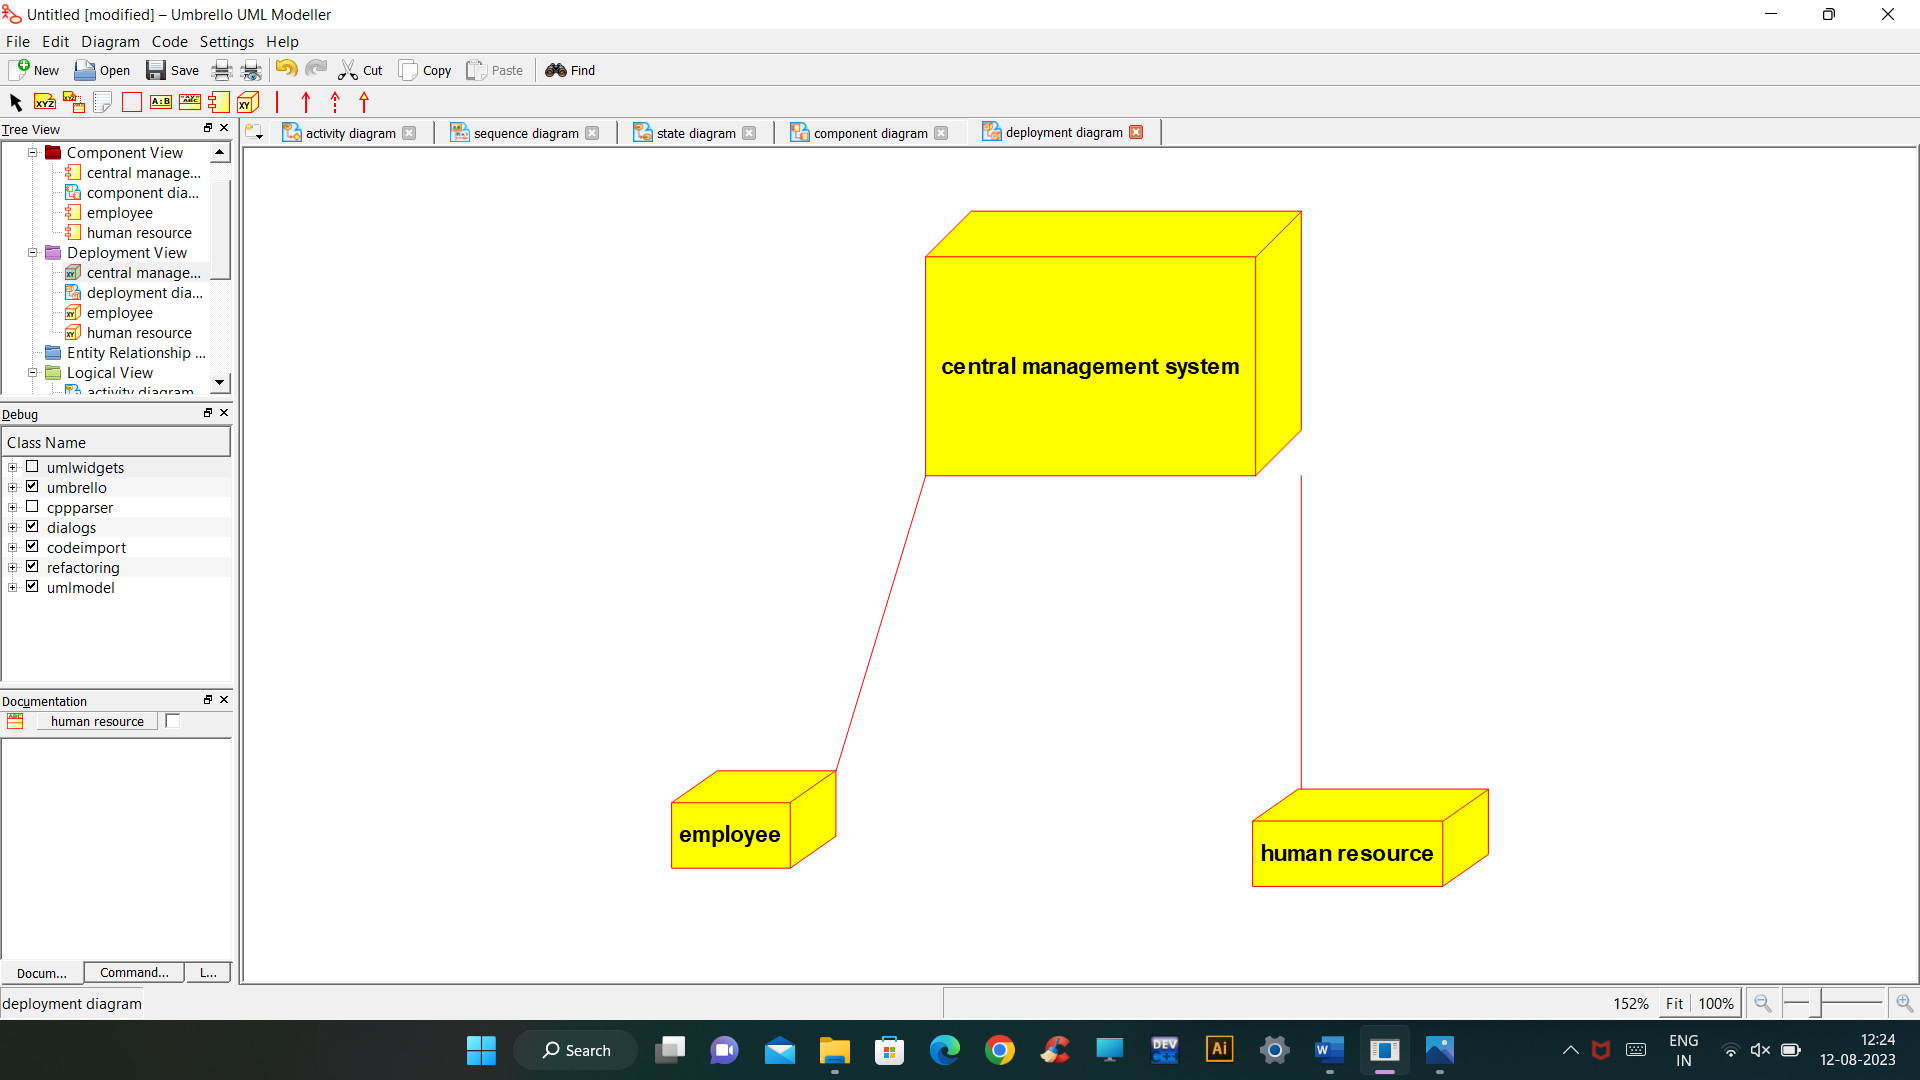 Untitled [modified] – Umbrello UML Modeller
File Edit Diagram Code Settings Help
New Open Save Cut Copy Paste Find
Tree View
activity diagram sequence diagram state diagram component diagram deployment diagram
Component View
central manage...
component dia...
employee
human resource
Deployment View
central manage...
deployment dia...
employee
human resource
Entity Relationship ...
Logical View
activity diagram
Debug
Class Name
umlwidgets
umbrello
cppparser
dialogs
codeimport
refactoring
umlmodel
Documentation
human resource
Docum... Command... L...
central management system
employee
human resource
deployment diagram
152% Fit 100%
Search
DEV C++
Ai
ENG
IN
12:24
12-08-2023